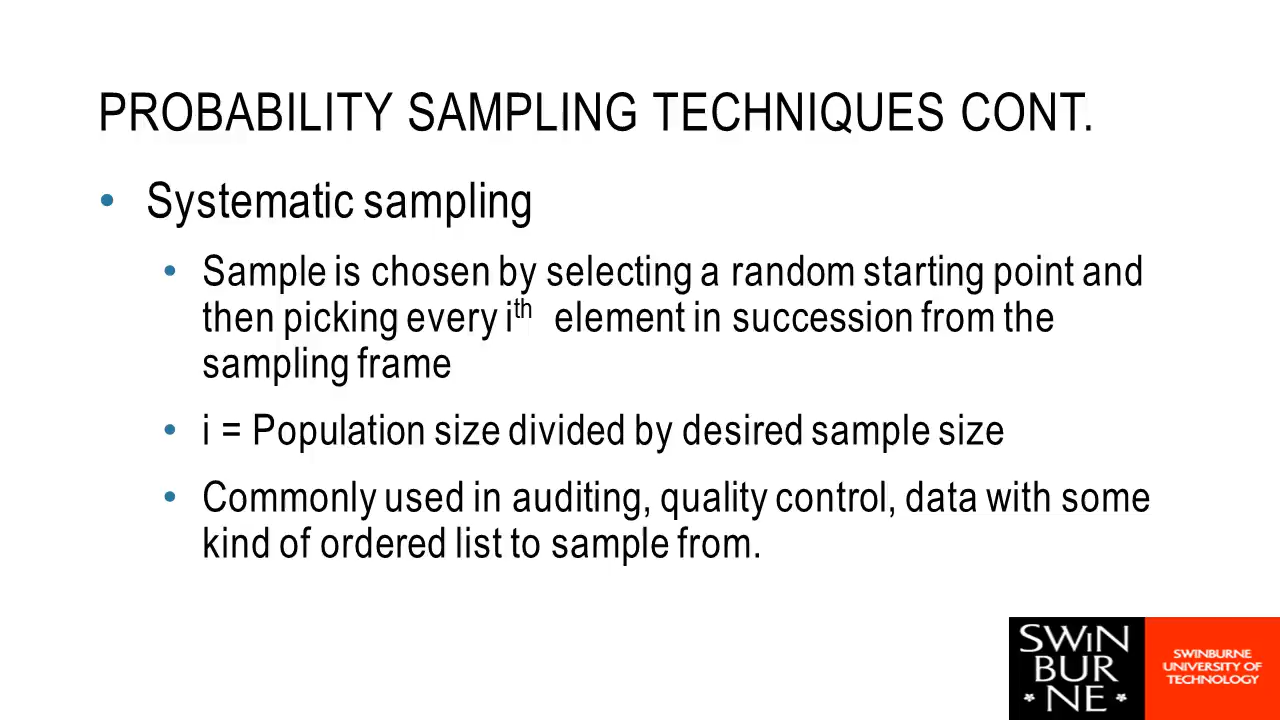 PROBABILITY SAMPLING TECHNIQUES CONT.
• Systematic sampling
• Sample is chosen by selecting a random starting point and
then picking every ith element in succession from the
sampling frame
• i = Population size divided by desired sample size
• Commonly used in auditing, quality control, data with some
kind of ordered list to sample from.
SWIN
BUR
NE
SWINBURNE
UNIVERSITY OF
TECHNOLOGY